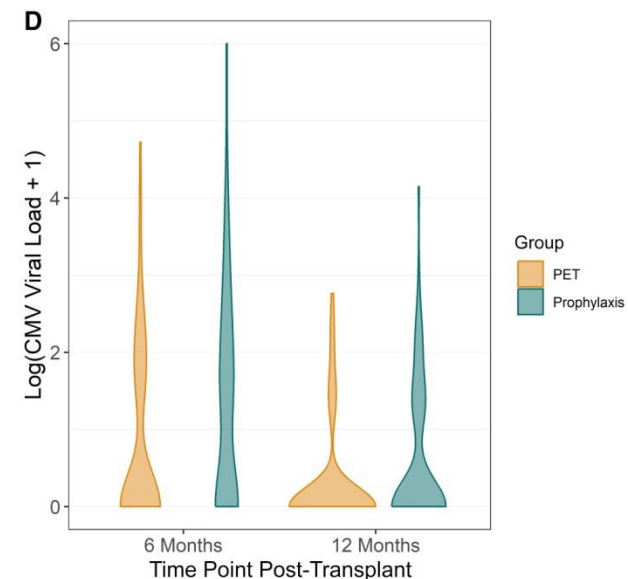 D
Log(CMV Viral Load + 1)
6
4
2
0
6 Months
12 Months
Time Point Post-Transplant
Group
PET
Prophylaxis